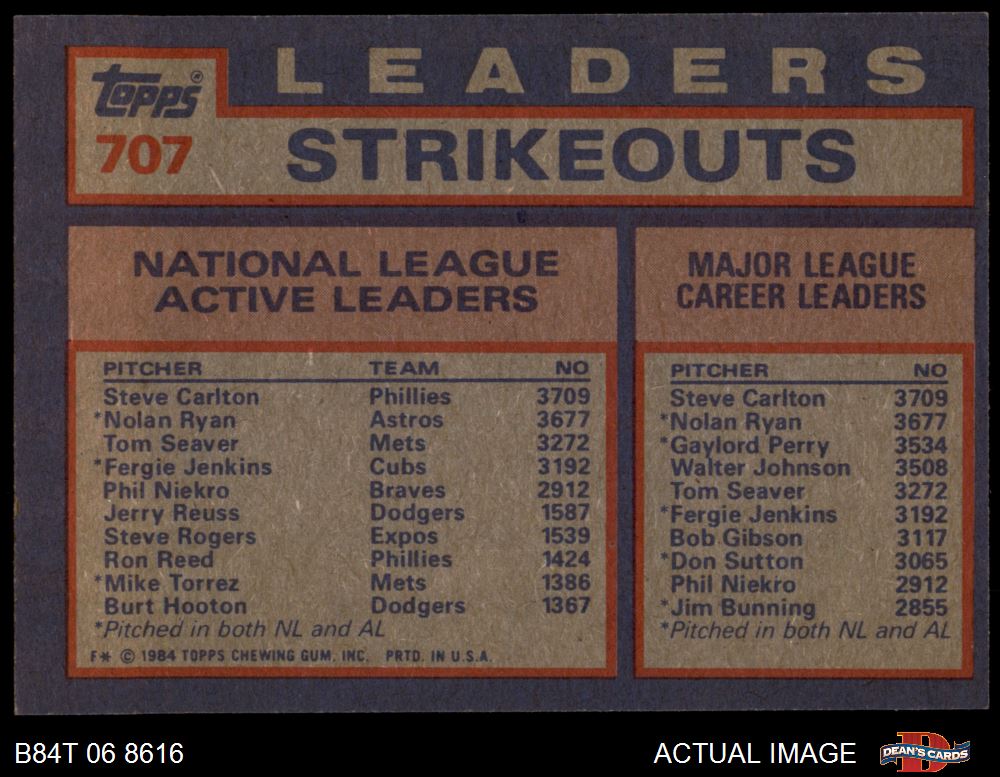 LEADERS
Topps®
707
STRIKEOUTS
NATIONAL LEAGUE
ACTIVE LEADERS
PITCHER TEAM NO
Steve Carlton Phillies 3709
*Nolan Ryan Astros 3677
Tom Seaver Mets 3272
*Fergie Jenkins Cubs 3192
Phil Niekro Braves 2912
Jerry Reuss Dodgers 1587
Steve Rogers Expos 1539
Ron Reed Phillies 1424
*Mike Torrez Mets 1386
Burt Hooton Dodgers 1367
*Pitched in both NL and AL
F* © 1984 TOPPS CHEWING GUM, INC. PRTD. IN U.S.A.
MAJOR LEAGUE
CAREER LEADERS
PITCHER NO
Steve Carlton 3709
*Nolan Ryan 3677
*Gaylord Perry 3534
Walter Johnson 3508
Tom Seaver 3272
*Fergie Jenkins 3192
Bob Gibson 3117
*Don Sutton 3065
Phil Niekro 2912
*Jim Bunning 2855
*Pitched in both NL and AL
B84T 06 8616
ACTUAL IMAGE
DEAN'S CARDS